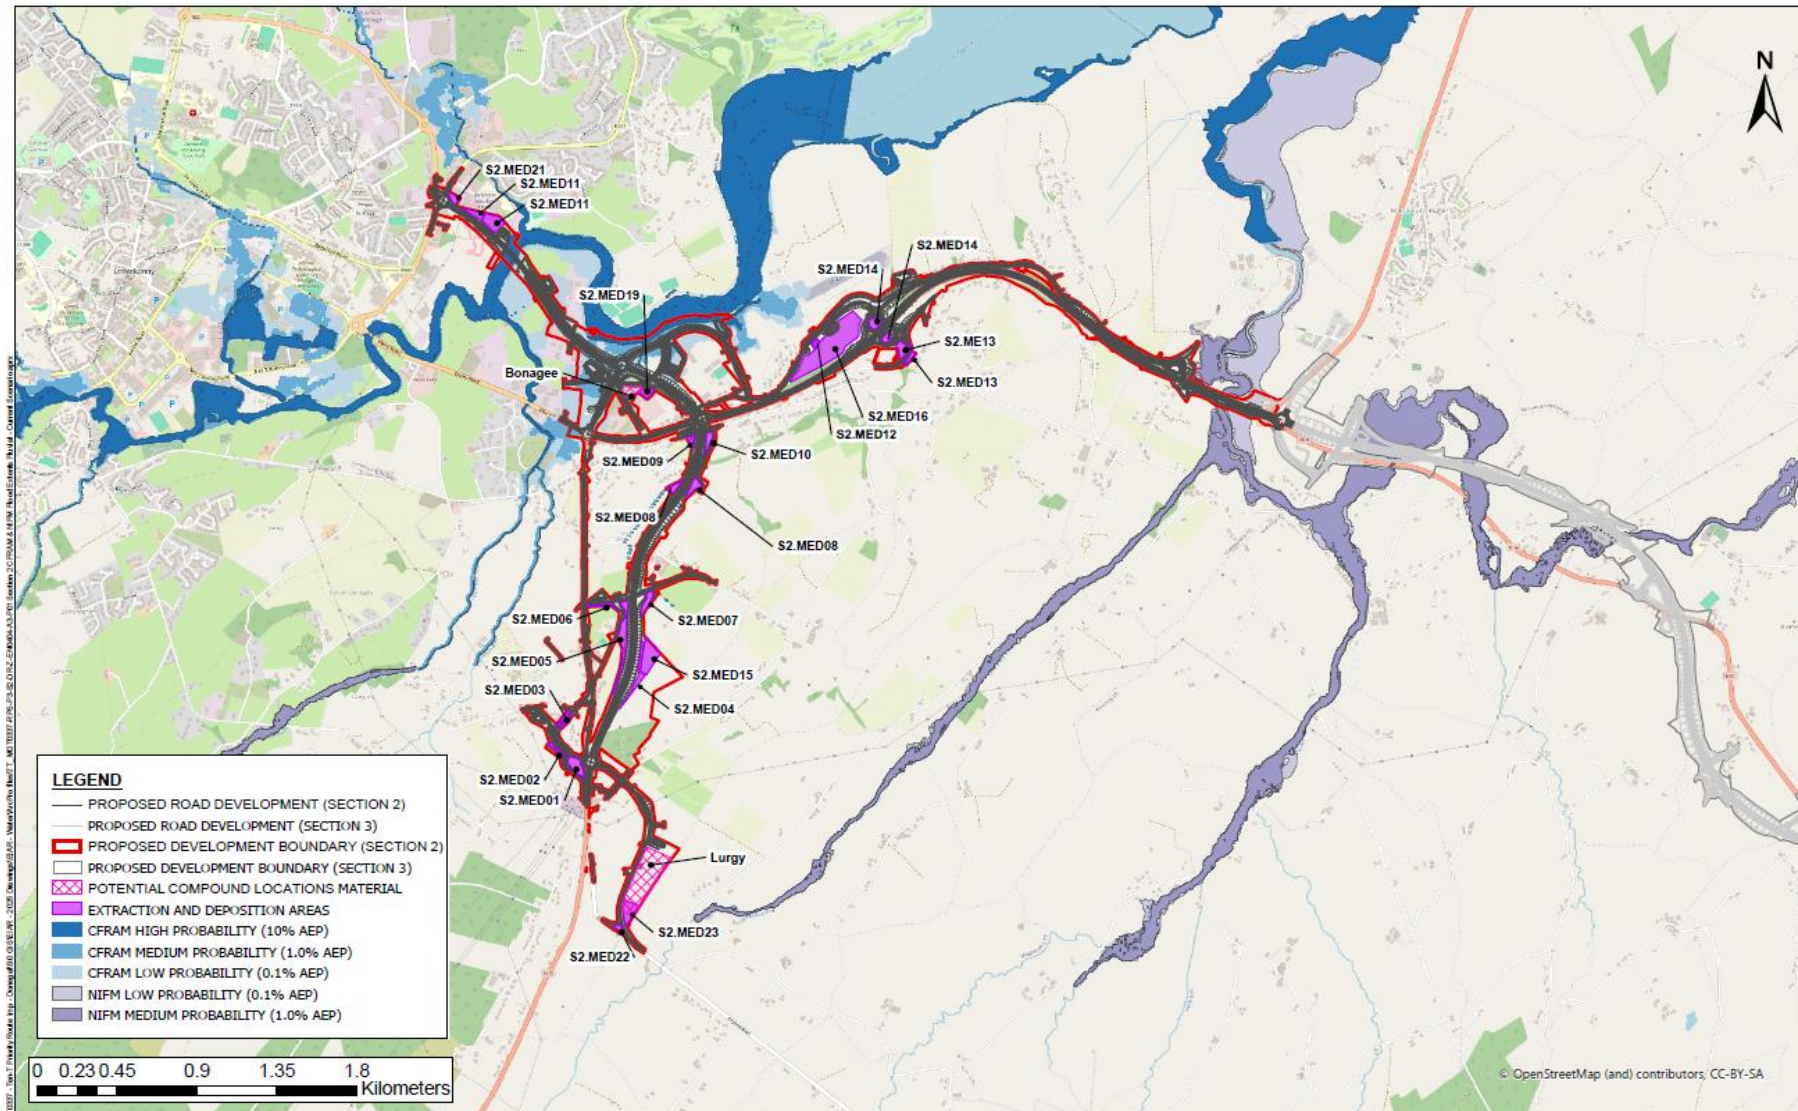 N
S2.MED21
S2.MED11
S2.MED11
S2.MED14
S2.MED14
S2.MED19
S2.ME13
S2.MED13
Bonagee
S2.MED16
S2.MED12
S2.MED09
S2.MED10
S2.MED08
S2.MED08
S2.MED06
S2.MED07
S2.MED05
S2.MED15
S2.MED03
S2.MED04
S2.MED02
S2.MED01
Lurgy
S2.MED23
S2.MED22
LEGEND
PROPOSED ROAD DEVELOPMENT (SECTION 2)
PROPOSED ROAD DEVELOPMENT (SECTION 3)
PROPOSED DEVELOPMENT BOUNDARY (SECTION 2)
PROPOSED DEVELOPMENT BOUNDARY (SECTION 3)
POTENTIAL COMPOUND LOCATIONS MATERIAL
EXTRACTION AND DEPOSITION AREAS
CFRAM HIGH PROBABILITY (10% AEP)
CFRAM MEDIUM PROBABILITY (1.0% AEP)
CFRAM LOW PROBABILITY (0.1% AEP)
NIFM LOW PROBABILITY (0.1% AEP)
NIFM MEDIUM PROBABILITY (1.0% AEP)
0 0.23 0.45 0.9 1.35 1.8
Kilometers
© OpenStreetMap (and) contributors, CC-BY-SA